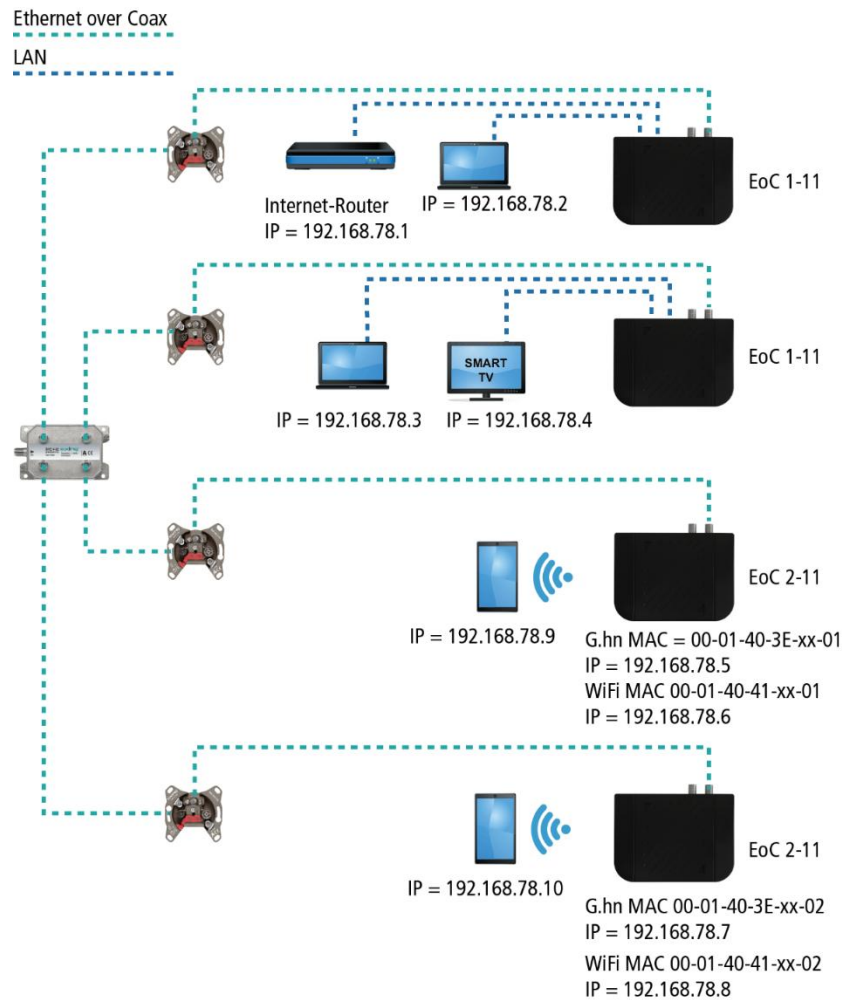 Ethernet over Coax
LAN
EoC 1-11
Internet-Router
IP = 192.168.78.1
IP = 192.168.78.2
EoC 1-11
SMART
TV
IP = 192.168.78.3
IP = 192.168.78.4
EoC 2-11
IP = 192.168.78.9
G.hn MAC = 00-01-40-3E-xx-01
IP = 192.168.78.5
WiFi MAC 00-01-40-41-xx-01
IP = 192.168.78.6
EoC 2-11
IP = 192.168.78.10
G.hn MAC 00-01-40-3E-xx-02
IP = 192.168.78.7
WiFi MAC 00-01-40-41-xx-02
IP = 192.168.78.8